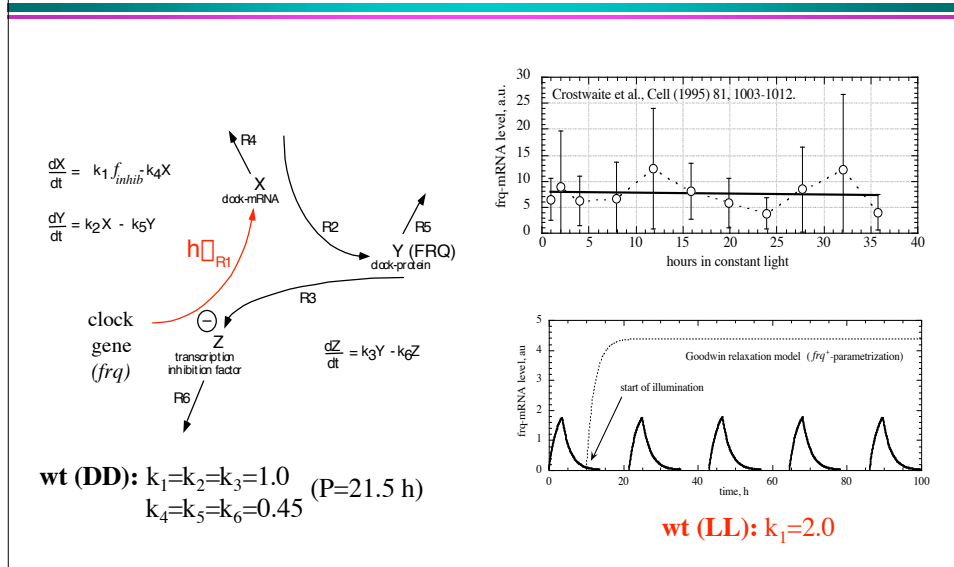 dX/dt = k1 f_inhib - k4X
dY/dt = k2X - k5Y
R4
X
clock-mRNA
R2
R5
Y (FRQ)
clock-protein
h□ R1
R3
clock
gene
(frq)
−
Z
transcription
inhibition factor
dZ/dt = k3Y - k6Z
R6
wt (DD): k1=k2=k3=1.0
k4=k5=k6=0.45
(P=21.5 h)
Crostwaite et al., Cell (1995) 81, 1003-1012.
frq-mRNA level, a.u.
30
25
20
15
10
5
0
0 5 10 15 20 25 30 35 40
hours in constant light
Goodwin relaxation model (frq+-parametrization)
start of illumination
frq-mRNA level, au
5
4
3
2
1
0
0 20 40 60 80 100
time, h
wt (LL): k1=2.0